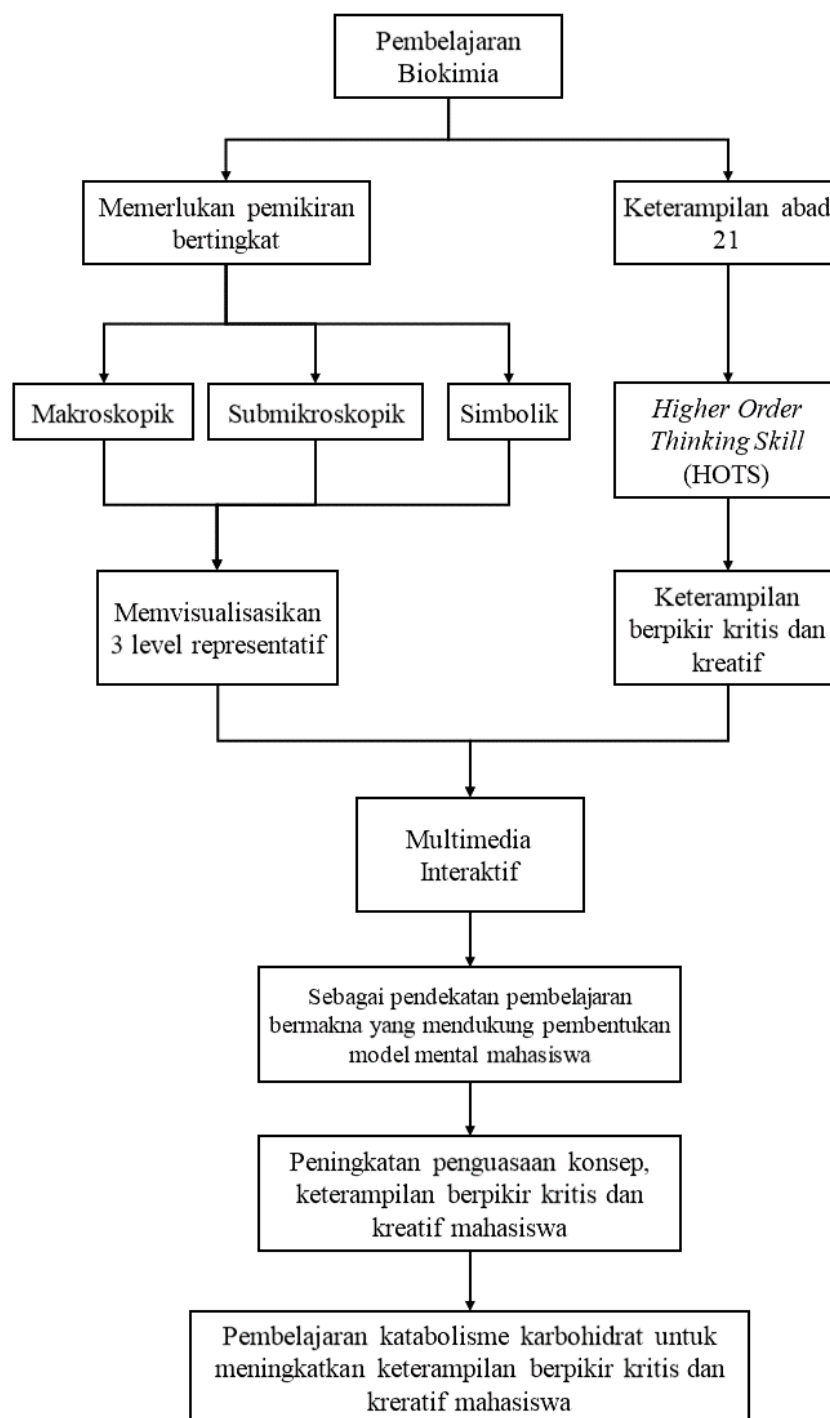 Pembelajaran
Biokimia
Memerlukan pemikiran
bertingkat
Keterampilan abad
21
Makroskopik
Submikroskopik
Simbolik
Higher Order
Thinking Skill
(HOTS)
Memvisualisasikan
3 level representatif
Keterampilan
berpikir kritis dan
kreatif
Multimedia
Interaktif
Sebagai pendekatan pembelajaran
bermakna yang mendukung pembentukan
model mental mahasiswa
Peningkatan penguasaan konsep,
keterampilan berpikir kritis dan
kreatif mahasiswa
Pembelajaran katabolisme karbohidrat untuk
meningkatkan keterampilan berpikir kritis dan
kreratif mahasiswa